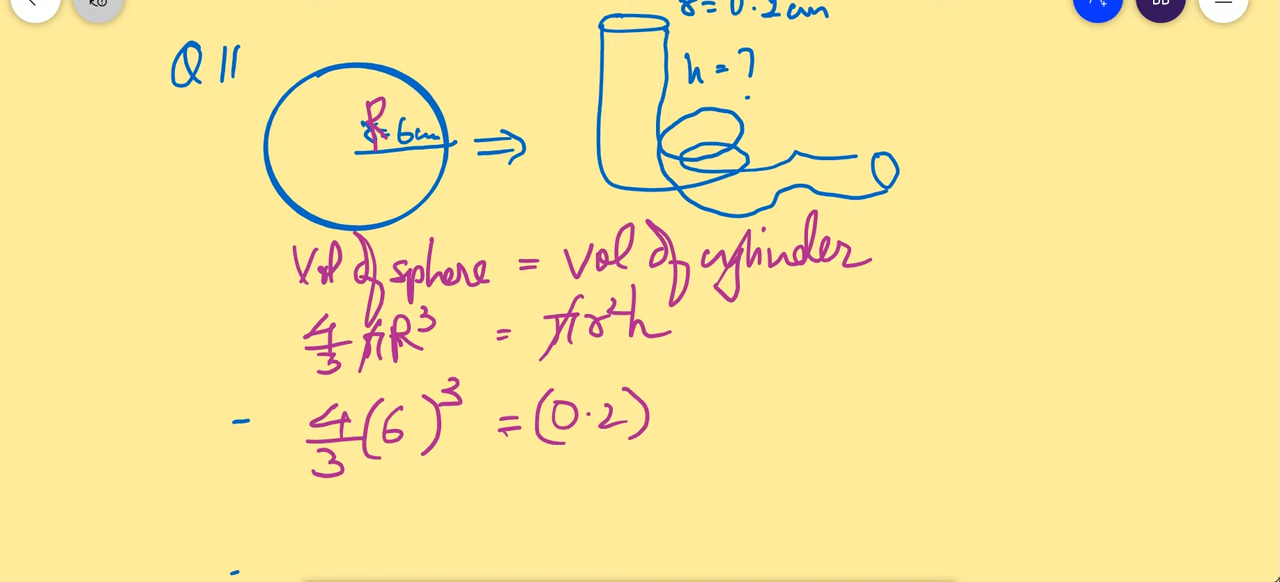 r = 0.2 cm
Q 11
h = ?
R = 6cm
Vol of sphere = Vol of cylinder
4/3 πR³ = πr²h
4/3 (6)³ = (0.2)